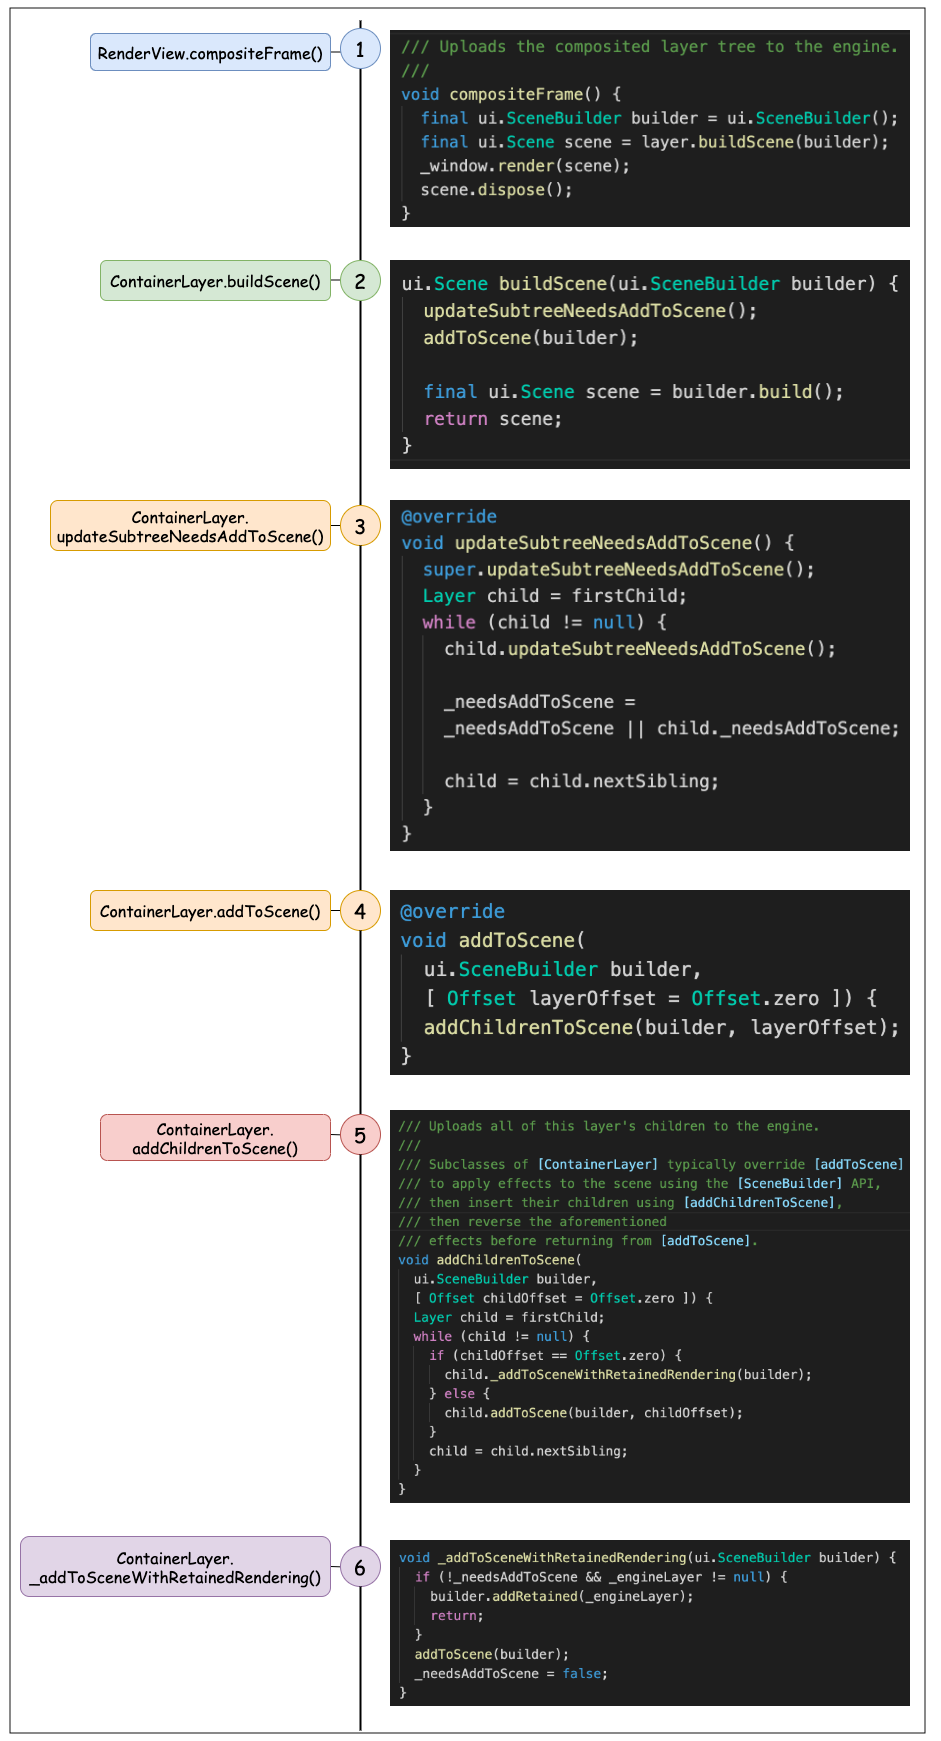 RenderView.compositeFrame()
1
/// Uploads the composited layer tree to the engine.
///
void compositeFrame() {
final ui.SceneBuilder builder = ui.SceneBuilder();
final ui.Scene scene = layer.buildScene(builder);
_window.render(scene);
scene.dispose();
}
ContainerLayer.buildScene()
2
ui.Scene buildScene(ui.SceneBuilder builder) {
updateSubtreeNeedsAddToScene();
addToScene(builder);
final ui.Scene scene = builder.build();
return scene;
}
ContainerLayer.
updateSubtreeNeedsAddToScene()
3
@override
void updateSubtreeNeedsAddToScene() {
super.updateSubtreeNeedsAddToScene();
Layer child = firstChild;
while (child != null) {
child.updateSubtreeNeedsAddToScene();
_needsAddToScene =
_needsAddToScene || child._needsAddToScene;
child = child.nextSibling;
}
}
ContainerLayer.addToScene()
4
@override
void addToScene(
ui.SceneBuilder builder,
[ Offset layerOffset = Offset.zero ]) {
addChildrenToScene(builder, layerOffset);
}
ContainerLayer.
addChildrenToScene()
5
/// Uploads all of this layer's children to the engine.
///
/// Subclasses of [ContainerLayer] typically override [addToScene]
/// to apply effects to the scene using the [SceneBuilder] API,
/// then insert their children using [addChildrenToScene],
/// then reverse the aforementioned
/// effects before returning from [addToScene].
void addChildrenToScene(
ui.SceneBuilder builder,
[ Offset childOffset = Offset.zero ]) {
Layer child = firstChild;
while (child != null) {
if (childOffset == Offset.zero) {
child._addToSceneWithRetainedRendering(builder);
} else {
child.addToScene(builder, childOffset);
}
child = child.nextSibling;
}
}
ContainerLayer.
_addToSceneWithRetainedRendering()
6
void _addToSceneWithRetainedRendering(ui.SceneBuilder builder) {
if (!_needsAddToScene && _engineLayer != null) {
builder.addRetained(_engineLayer);
return;
}
addToScene(builder);
_needsAddToScene = false;
}